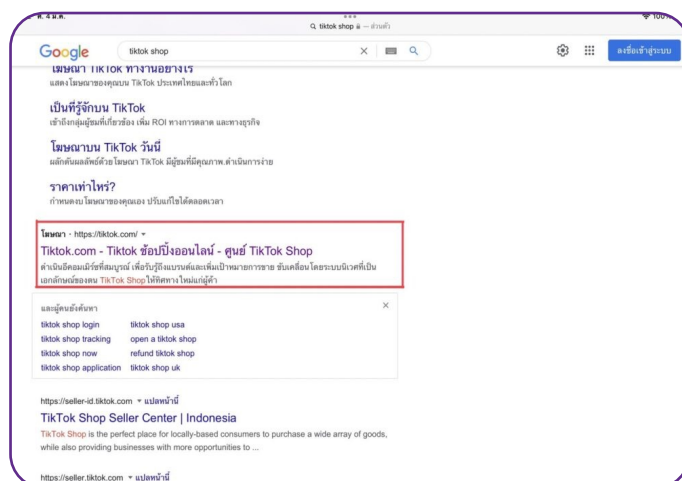 ศ. 4 ม.ค.
tiktok shop — ส่วนตัว
100%
Google
tiktok shop
ลงชื่อเข้าสู่ระบบ
โฆษณา TikTok ทำงานอย่างไร
แสดงโฆษณาของคุณบน TikTok ประเทศไทยและทั่วโลก
เป็นที่รู้จักบน TikTok
เข้าถึงกลุ่มผู้ชมที่เกี่ยวข้อง เพิ่ม ROI ทางการตลาด และทางธุรกิจ
โฆษณาบน TikTok วันนี้
ผลักดันผลลัพธ์ด้วยโฆษณา TikTok มีผู้ชมที่มีคุณภาพ.ดำเนินการง่าย
ราคาเท่าไหร่?
กำหนดงบโฆษณาของคุณเอง ปรับแก้ไขได้ตลอดเวลา
โฆษณา · https://tiktok.com/
Tiktok.com - Tiktok ช้อปปิ้งออนไลน์ - ศูนย์ TikTok Shop
ดำเนินอีคอมเมิร์ซที่สมบูรณ์ เพื่อรับรู้ถึงแบรนด์และเพิ่มเป้าหมายการขาย ขับเคลื่อนโดยระบบนิเวศที่เป็น
เอกลักษณ์ของตน TikTok Shop ให้ทิศทางใหม่แก่ผู้ค้า
และผู้คนยังค้นหา
tiktok shop login
tiktok shop usa
tiktok shop tracking
open a tiktok shop
tiktok shop now
refund tiktok shop
tiktok shop application
tiktok shop uk
https://seller-id.tiktok.com แปลหน้านี้
TikTok Shop Seller Center | Indonesia
TikTok Shop is the perfect place for locally-based consumers to purchase a wide array of goods,
while also providing businesses with more opportunities to ...
https://seller.tiktok.com แปลหน้านี้